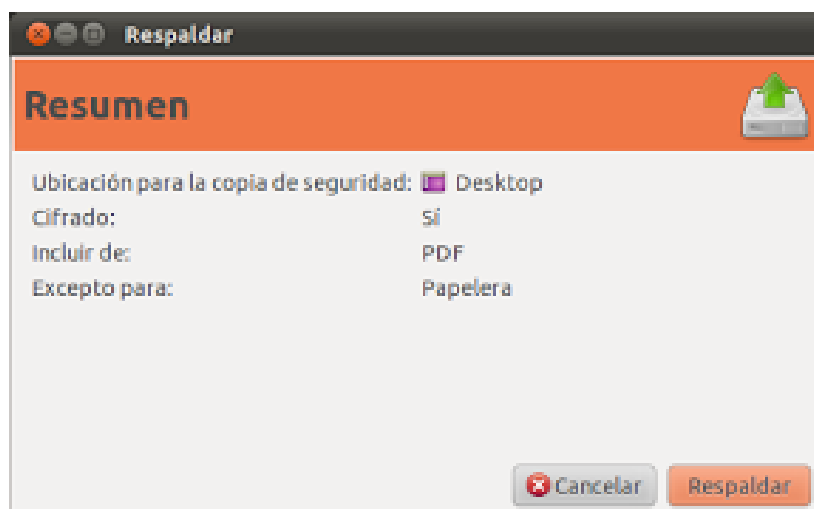 Respaldar
Resumen
Ubicación para la copia de seguridad: Desktop
Cifrado: Sí
Incluir de: PDF
Excepto para: Papelera
Cancelar Respaldar